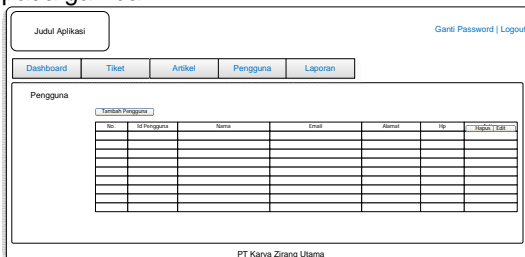 Judul Aplikasi
Ganti Password | Logout
Dashboard Tiket Artikel Pengguna Laporan
Pengguna
Tambah Pengguna
No. Id Pengguna Nama Email Alamat Hp
Hapus | Edit
PT Karya Zirang Utama